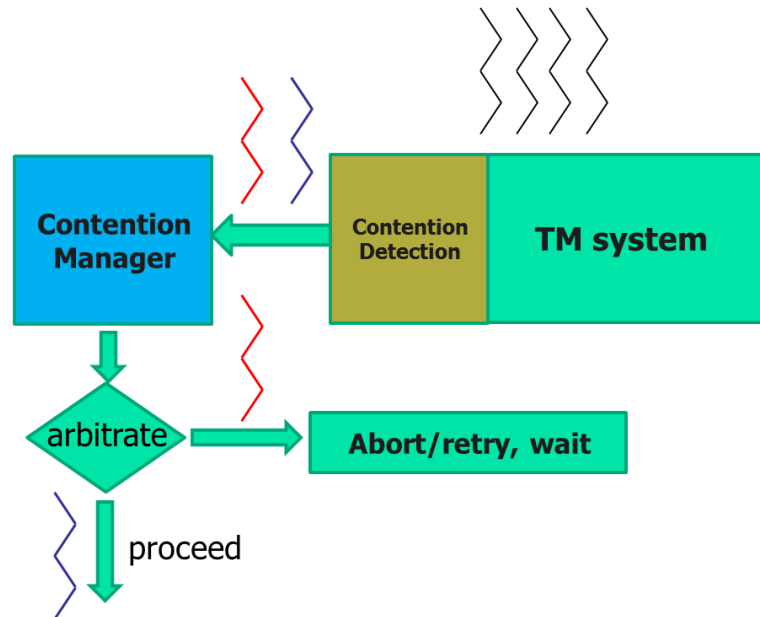 Contention
Manager
Contention
Detection
TM system
arbitrate
Abort/retry, wait
proceed